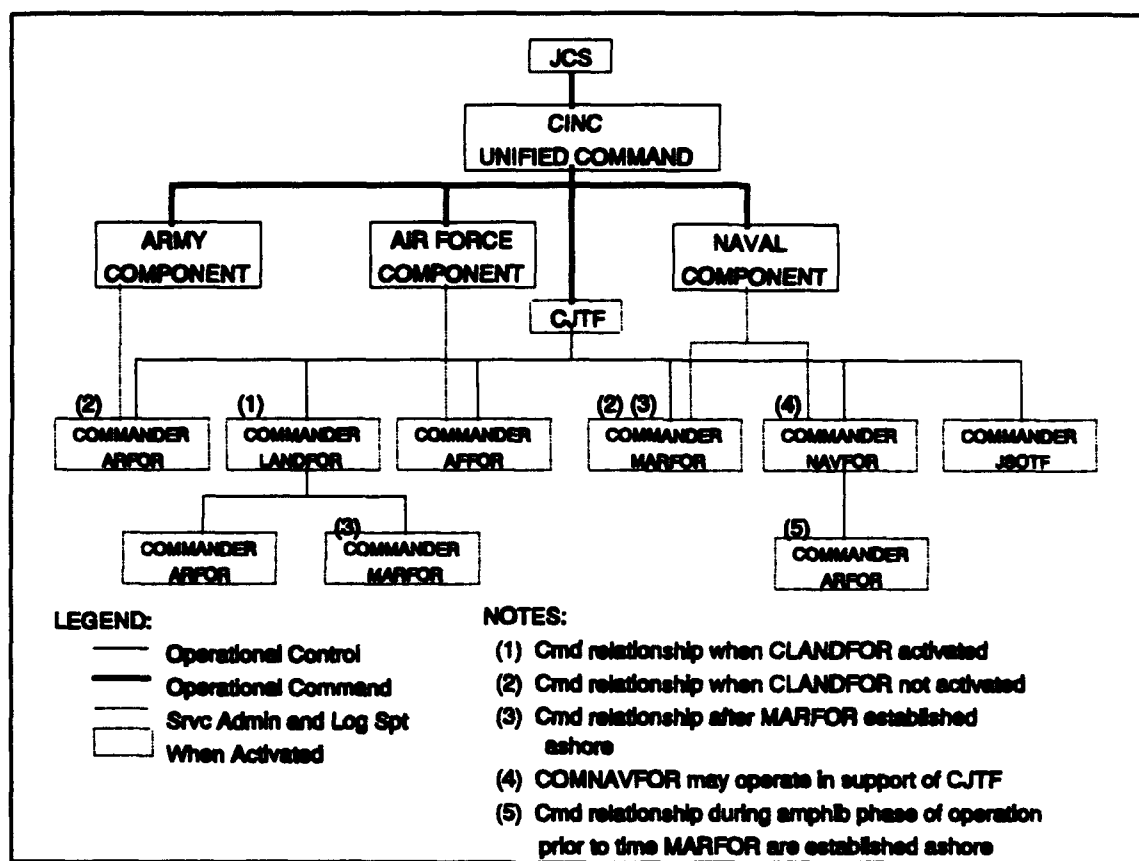 JCS
CINC
UNIFIED COMMAND
ARMY
COMPONENT
AIR FORCE
COMPONENT
NAVAL
COMPONENT
CJTF
(2)
COMMANDER
ARFOR
(1)
COMMANDER
LANDFOR
COMMANDER
AFFOR
(2) (3)
COMMANDER
MARFOR
(4)
COMMANDER
NAVFOR
COMMANDER
JSOTF
COMMANDER
ARFOR
(3)
COMMANDER
MARFOR
(5)
COMMANDER
ARFOR
LEGEND:
Operational Control
Operational Command
Srvc Admin and Log Spt
When Activated
NOTES:
(1) Cmd relationship when CLANDFOR activated
(2) Cmd relationship when CLANDFOR not activated
(3) Cmd relationship after MARFOR established
ashore
(4) COMNAVFOR may operate in support of CJTF
(5) Cmd relationship during amphib phase of operation
prior to time MARFOR are established ashore